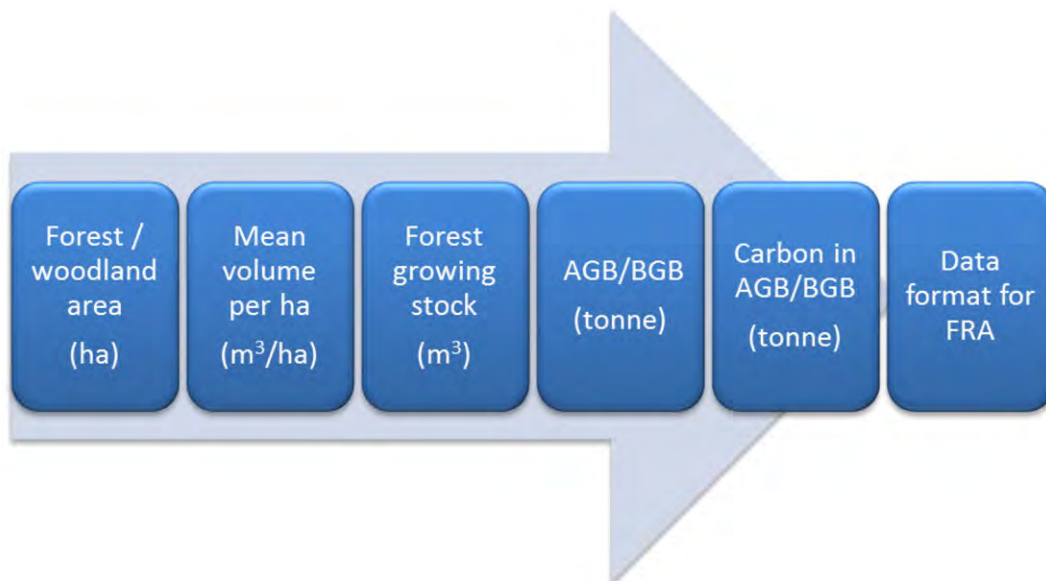 Forest /
woodland
area
(ha)
Mean
volume
per ha
(m³/ha)
Forest
growing
stock
(m³)
AGB/BGB
(tonne)
Carbon in
AGB/BGB
(tonne)
Data
format for
FRA